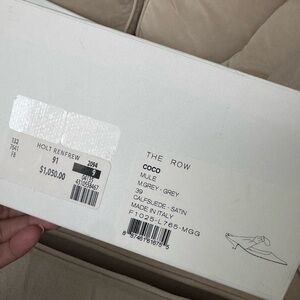 HOLT RENFREW
91
2094
9
$1,050.00
THE ROW
COCO
MULE
M.GREY - GREY
39
CALFSUEDE - SATIN
MADE IN ITALY
F1025-L765-MGG